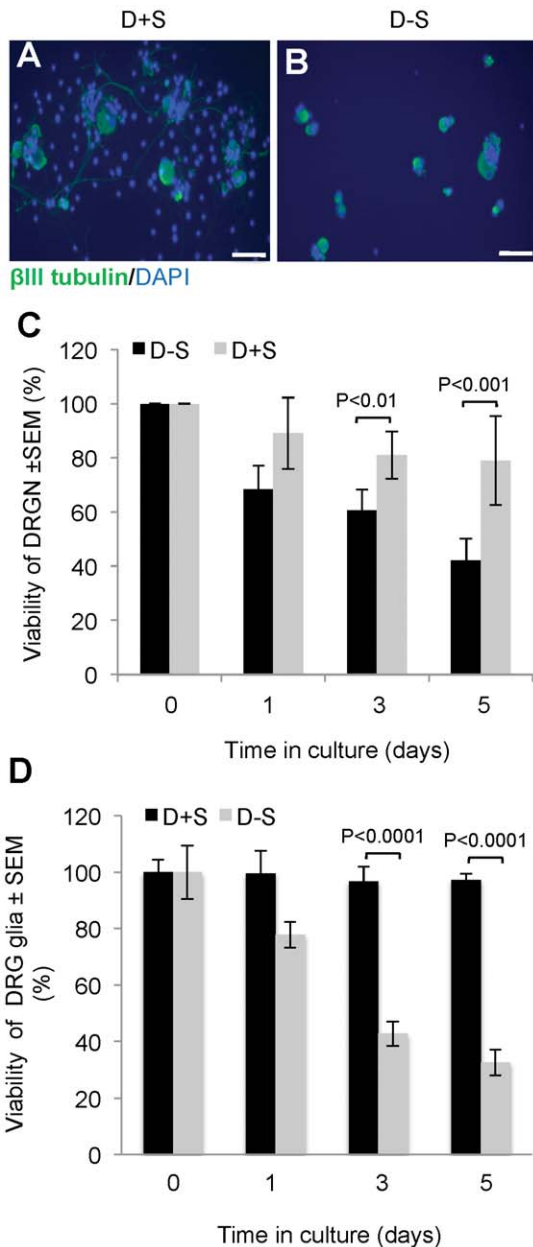 D+S
D-S
A
B
βIII tubulin/DAPI
C
Viability of DRGN ±SEM (%)
120
100
80
60
40
20
0
D-S
D+S
P<0.01
P<0.001
0 1 3 5
Time in culture (days)
D
Viability of DRG glia ± SEM
(%)
120
100
80
60
40
20
0
D+S
D-S
P<0.0001
P<0.0001
0 1 3 5
Time in culture (days)